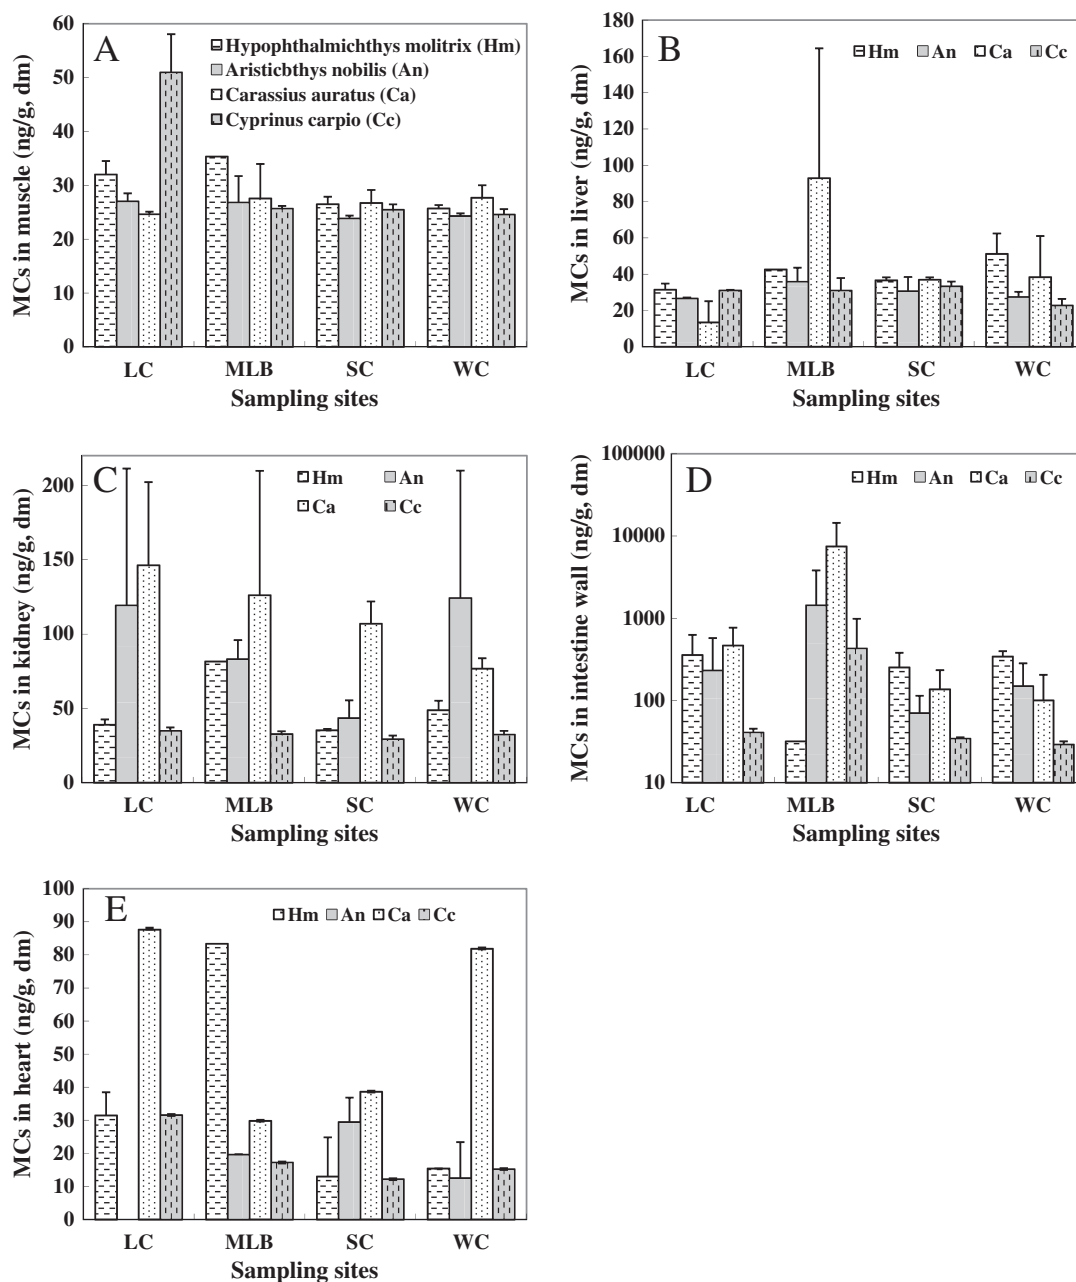 A
MCs in muscle (ng/g, dm)
60
50
40
30
20
10
0
Hypophthalmichthys molitrix (Hm)
Aristicbthys nobilis (An)
Carassius auratus (Ca)
Cyprinus carpio (Cc)
LC MLB SC WC
Sampling sites
B
MCs in liver (ng/g, dm)
180
160
140
120
100
80
60
40
20
0
Hm An Ca Cc
LC MLB SC WC
Sampling sites
C
MCs in kidney (ng/g, dm)
200
150
100
50
0
Hm An
Ca Cc
LC MLB SC WC
Sampling sites
D
MCs in intestine wall (ng/g, dm)
100000
10000
1000
100
10
Hm An Ca Cc
LC MLB SC WC
Sampling sites
E
MCs in heart (ng/g, dm)
100
90
80
70
60
50
40
30
20
10
0
Hm An Ca Cc
LC MLB SC WC
Sampling sites